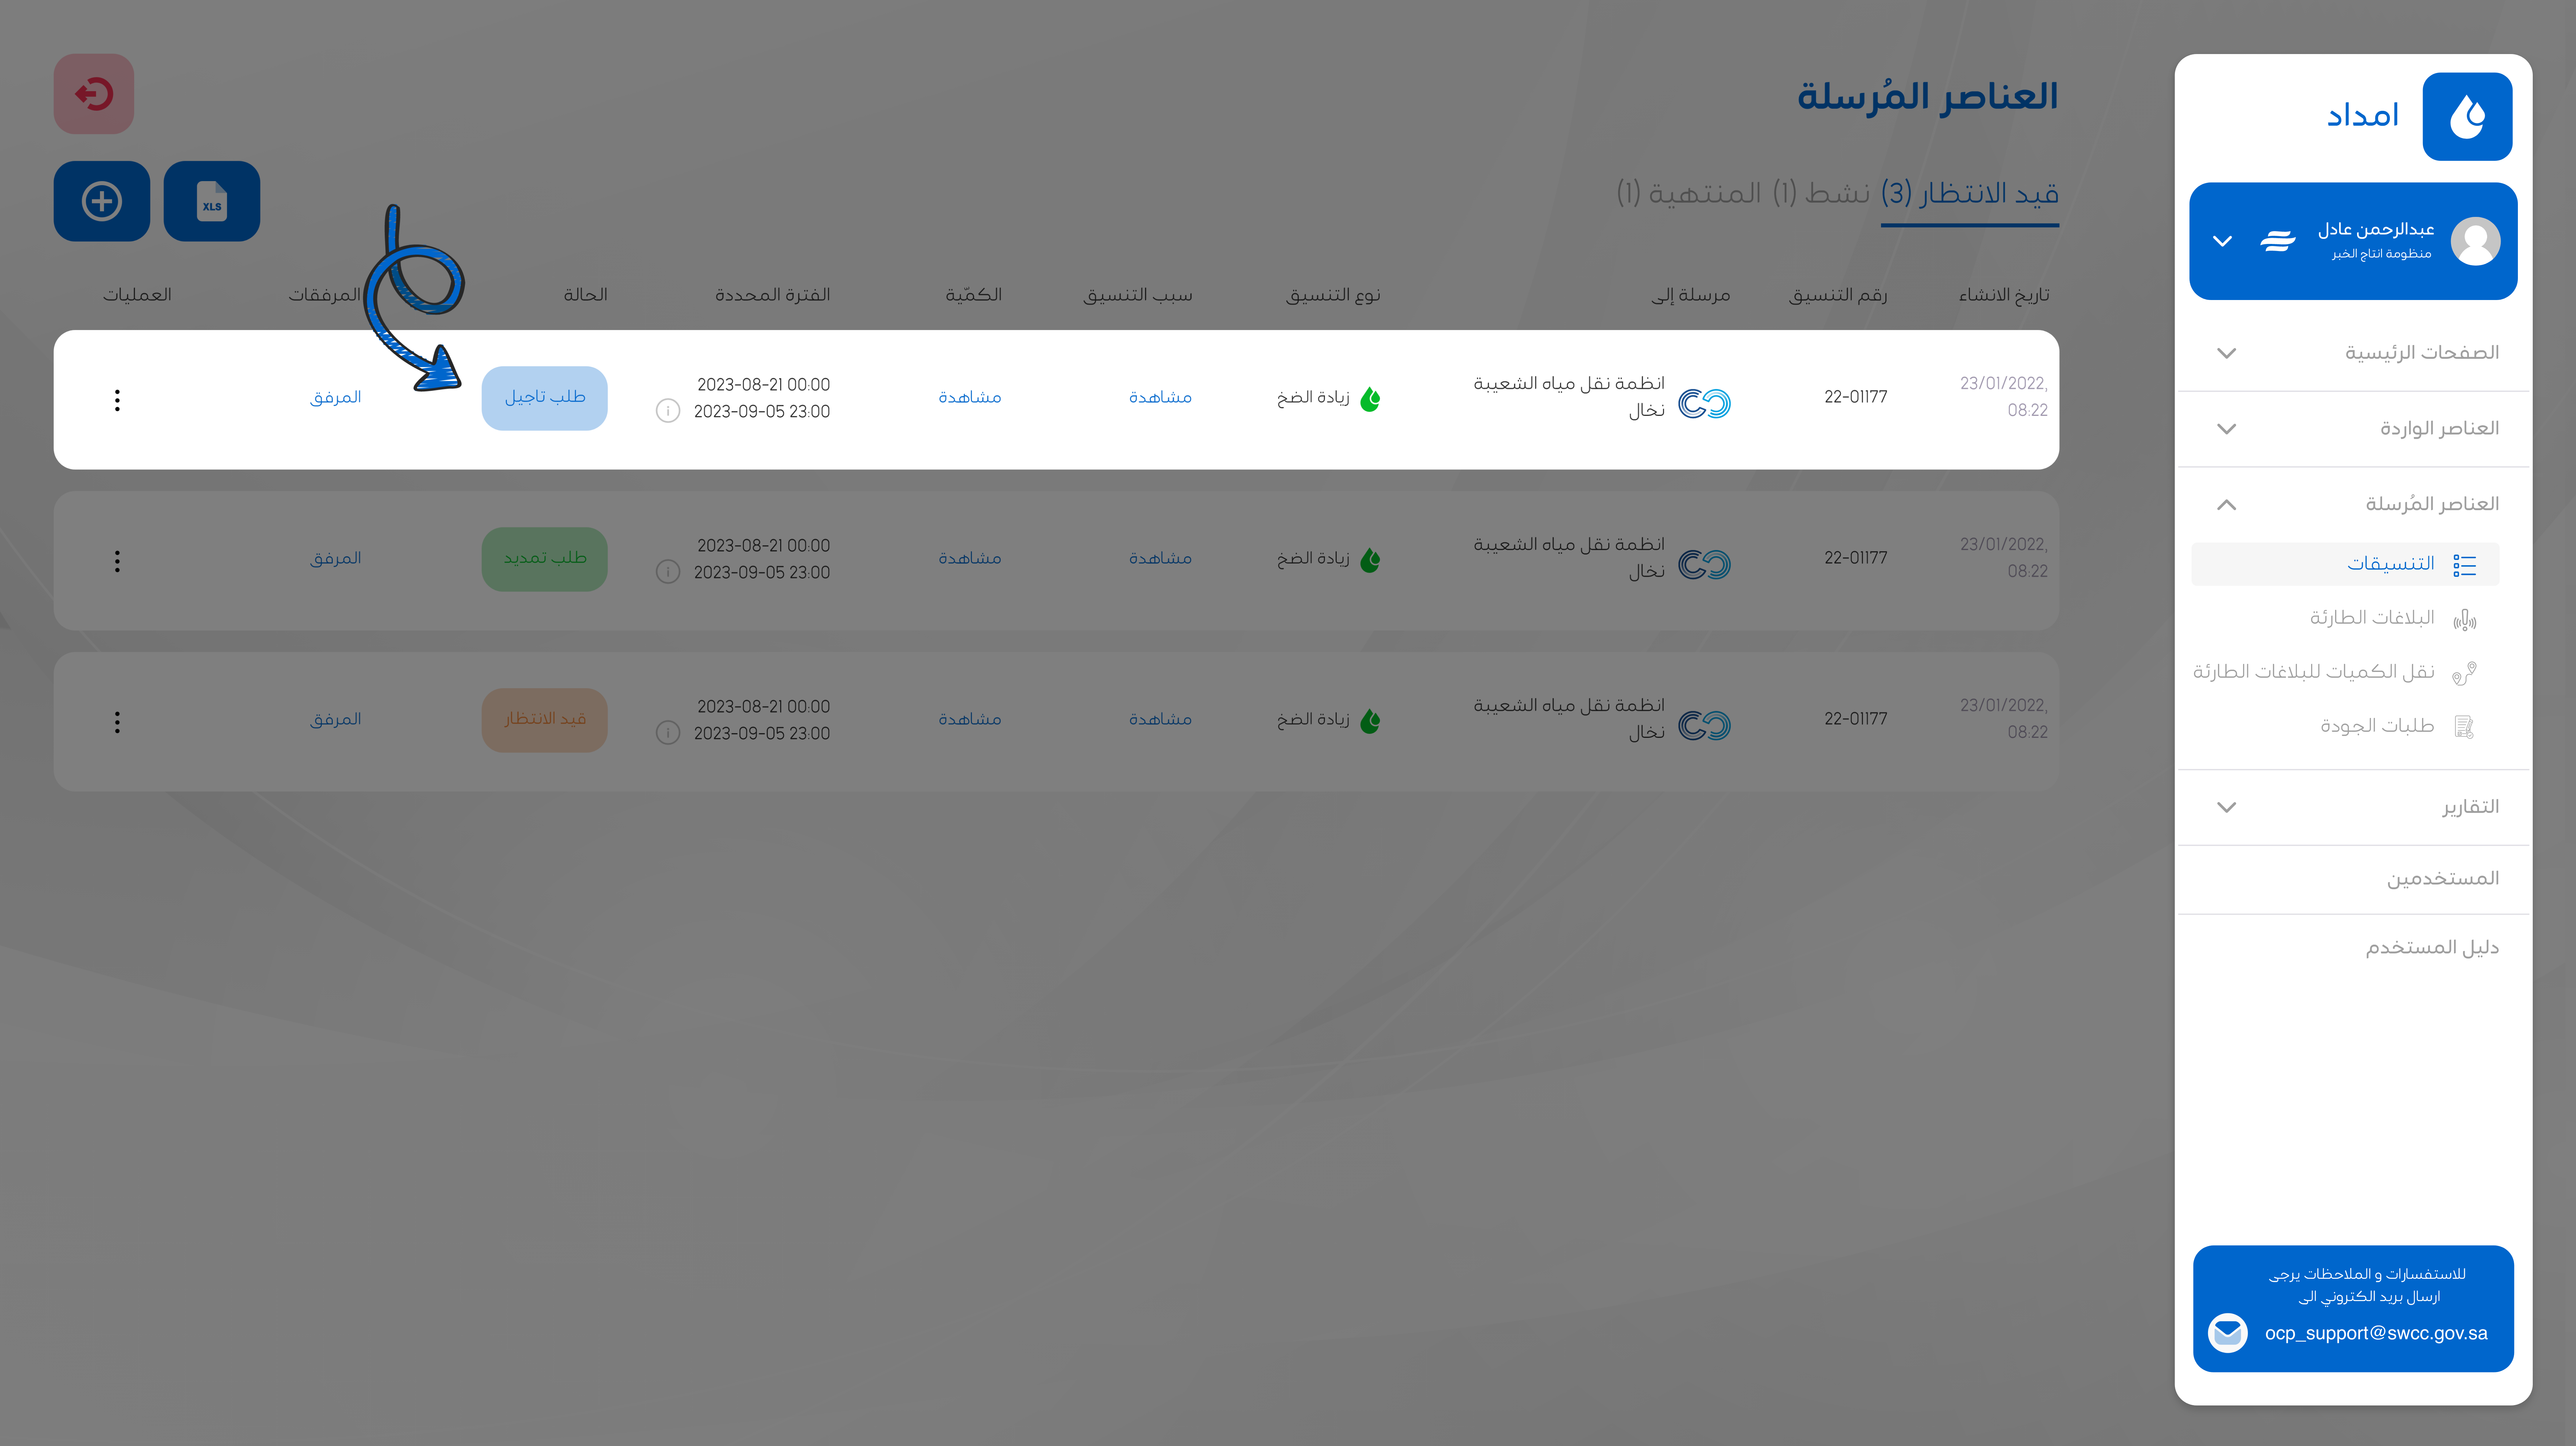 امداد
عبدالرحمن عادل
منظومة انتاج الخبر
الصفحات الرئيسية
العناصر الواردة
العناصر المُرسلة
التنسيقات
البلاغات الطارئة
نقل الكميات للبلاغات الطارئة
طلبات الجودة
التقارير
المستخدمين
دليل المستخدم
للاستفسارات و الملاحظات يرجى
ارسال بريد الكتروني الى
ocp_support@swcc.gov.sa
العناصر المُرسلة
قيد الانتظار (3) نشط (1) المنتهية (1)
XLS
تاريخ الانشاء رقم التنسيق مرسلة إلى نوع التنسيق سبب التنسيق الكمّية الفترة المحددة الحالة المرفقات العمليات
23/01/2022,
08:22
22-01177
انظمة نقل مياه الشعيبة
نخال
زيادة الضخ
مشاهدة
مشاهدة
2023-08-21 00:00
2023-09-05 23:00
طلب تاجيل
المرفق
23/01/2022,
08:22
22-01177
انظمة نقل مياه الشعيبة
نخال
زيادة الضخ
مشاهدة
مشاهدة
2023-08-21 00:00
2023-09-05 23:00
طلب تمديد
المرفق
23/01/2022,
08:22
22-01177
انظمة نقل مياه الشعيبة
نخال
زيادة الضخ
مشاهدة
مشاهدة
2023-08-21 00:00
2023-09-05 23:00
قيد الانتظار
المرفق